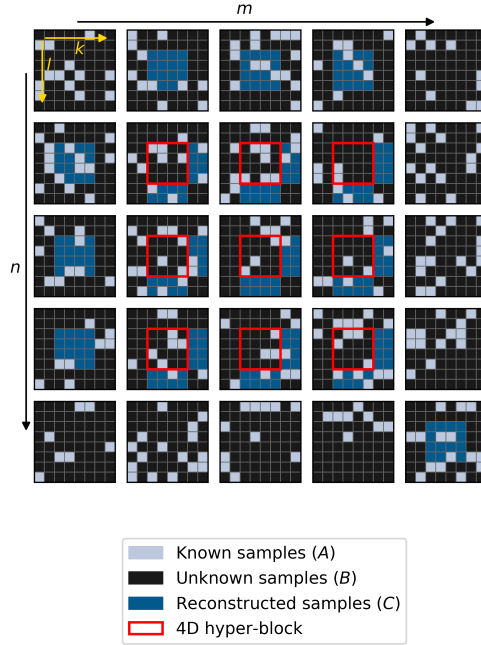 m
k
l
n
Known samples (A)
Unknown samples (B)
Reconstructed samples (C)
4D hyper-block